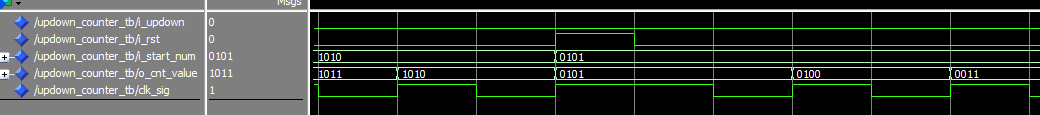 Msgs
/updown_counter_tb/i_updown 0
/updown_counter_tb/i_rst 0
/updown_counter_tb/i_start_num 0101 1010 0101
/updown_counter_tb/o_cnt_value 1011 1011 1010 0101 0100 0011
/updown_counter_tb/clk_sig 1